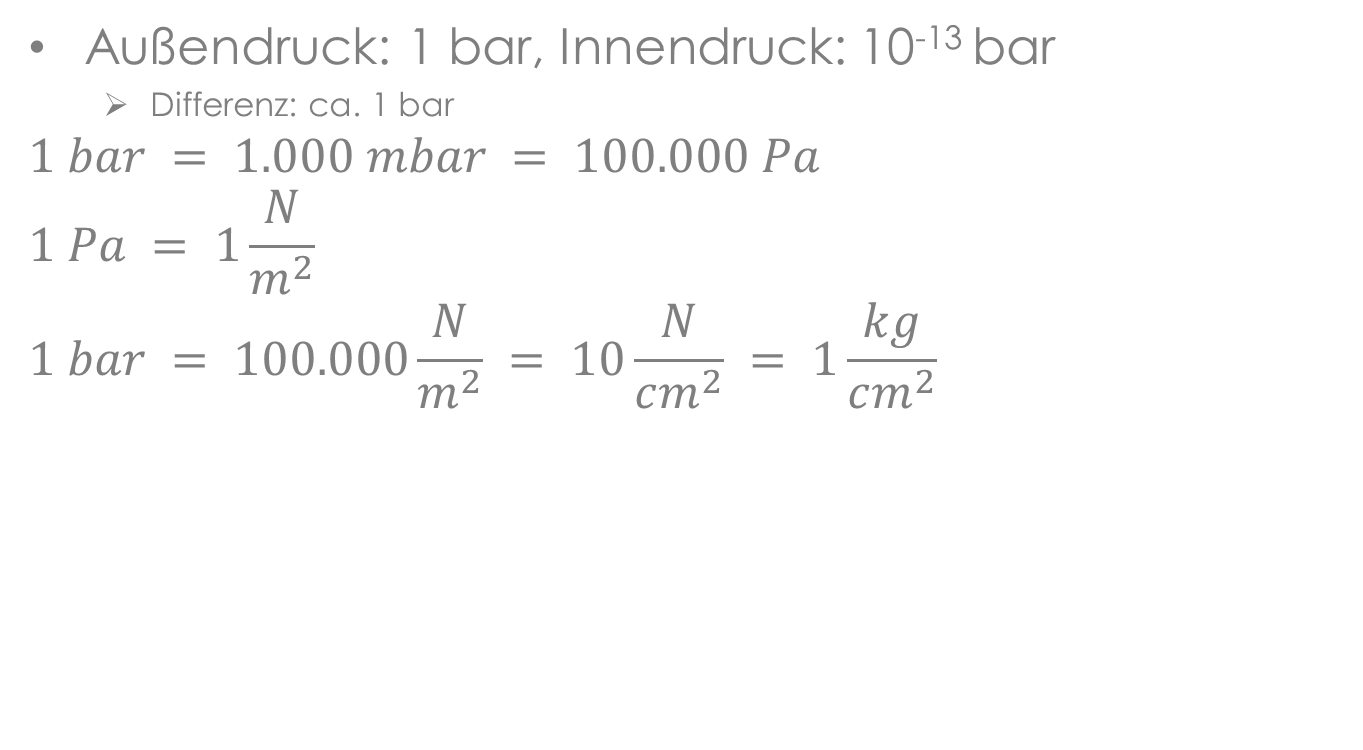 • Außendruck: 1 bar, Innendruck: 10⁻¹³ bar
➢ Differenz: ca. 1 bar
1 bar = 1.000 mbar = 100.000 Pa
1 Pa = 1 N/m²
1 bar = 100.000 N/m² = 10 N/cm² = 1 kg/cm²